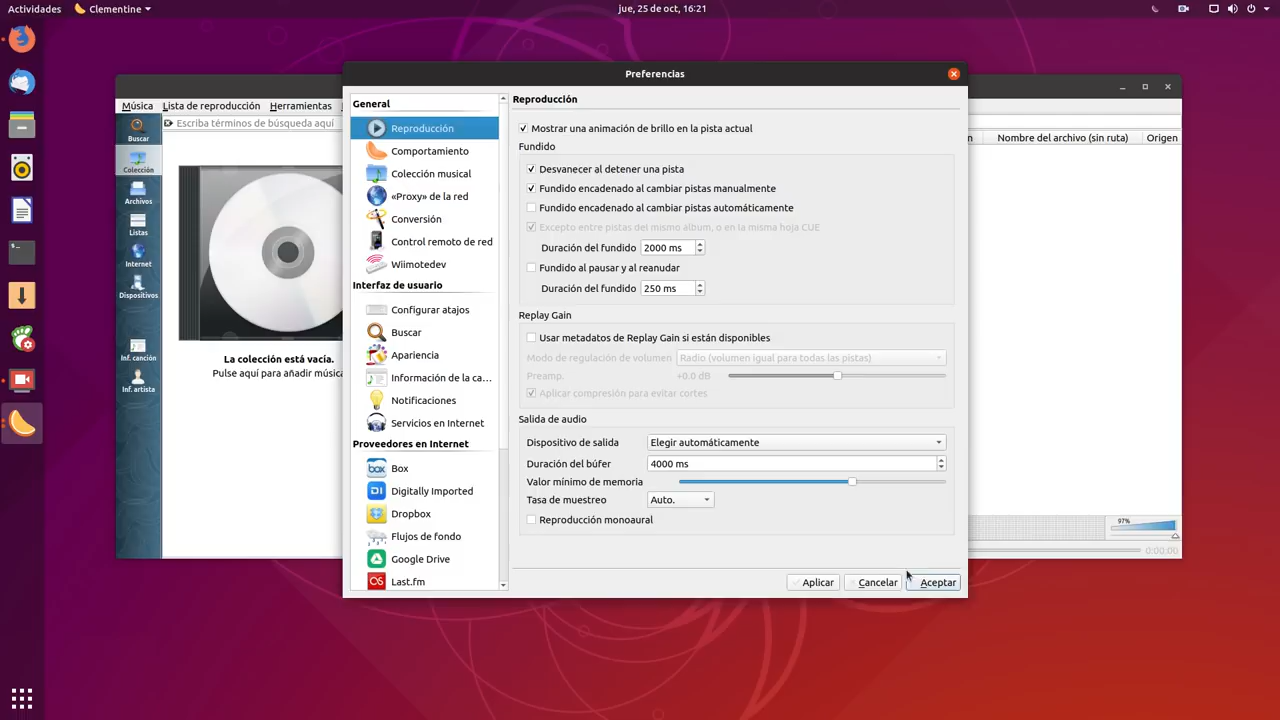 Actividades
Clementine
jue, 25 de oct, 16:21
Música
Lista de reproducción
Herramientas
Escriba términos de búsqueda aquí
Buscar
Colección
Archivos
Listas
Internet
Dispositivos
Inf. canción
Inf. artista
La colección está vacía.
Pulse aquí para añadir músic
Preferencias
General
Reproducción
Comportamiento
Colección musical
«Proxy» de la red
Conversión
Control remoto de red
Wiimotedev
Interfaz de usuario
Configurar atajos
Buscar
Apariencia
Información de la ca...
Notificaciones
Servicios en Internet
Proveedores en Internet
Box
Digitally Imported
Dropbox
Flujos de fondo
Google Drive
Last.fm
Reproducción
Mostrar una animación de brillo en la pista actual
Fundido
Desvanecer al detener una pista
Fundido encadenado al cambiar pistas manualmente
Fundido encadenado al cambiar pistas automáticamente
Excepto entre pistas del mismo álbum, o en la misma hoja CUE
Duración del fundido 2000 ms
Fundido al pausar y al reanudar
Duración del fundido 250 ms
Replay Gain
Usar metadatos de Replay Gain si están disponibles
Modo de regulación de volumen Radio (volumen igual para todas las pistas)
Preamp. +0.0 dB
Aplicar compresión para evitar cortes
Salida de audio
Dispositivo de salida Elegir automáticamente
Duración del búfer 4000 ms
Valor mínimo de memoria
Tasa de muestreo Auto.
Reproducción monoaural
Aplicar
Cancelar
Aceptar
n
Nombre del archivo (sin ruta)
Origen
97%
0:00:00